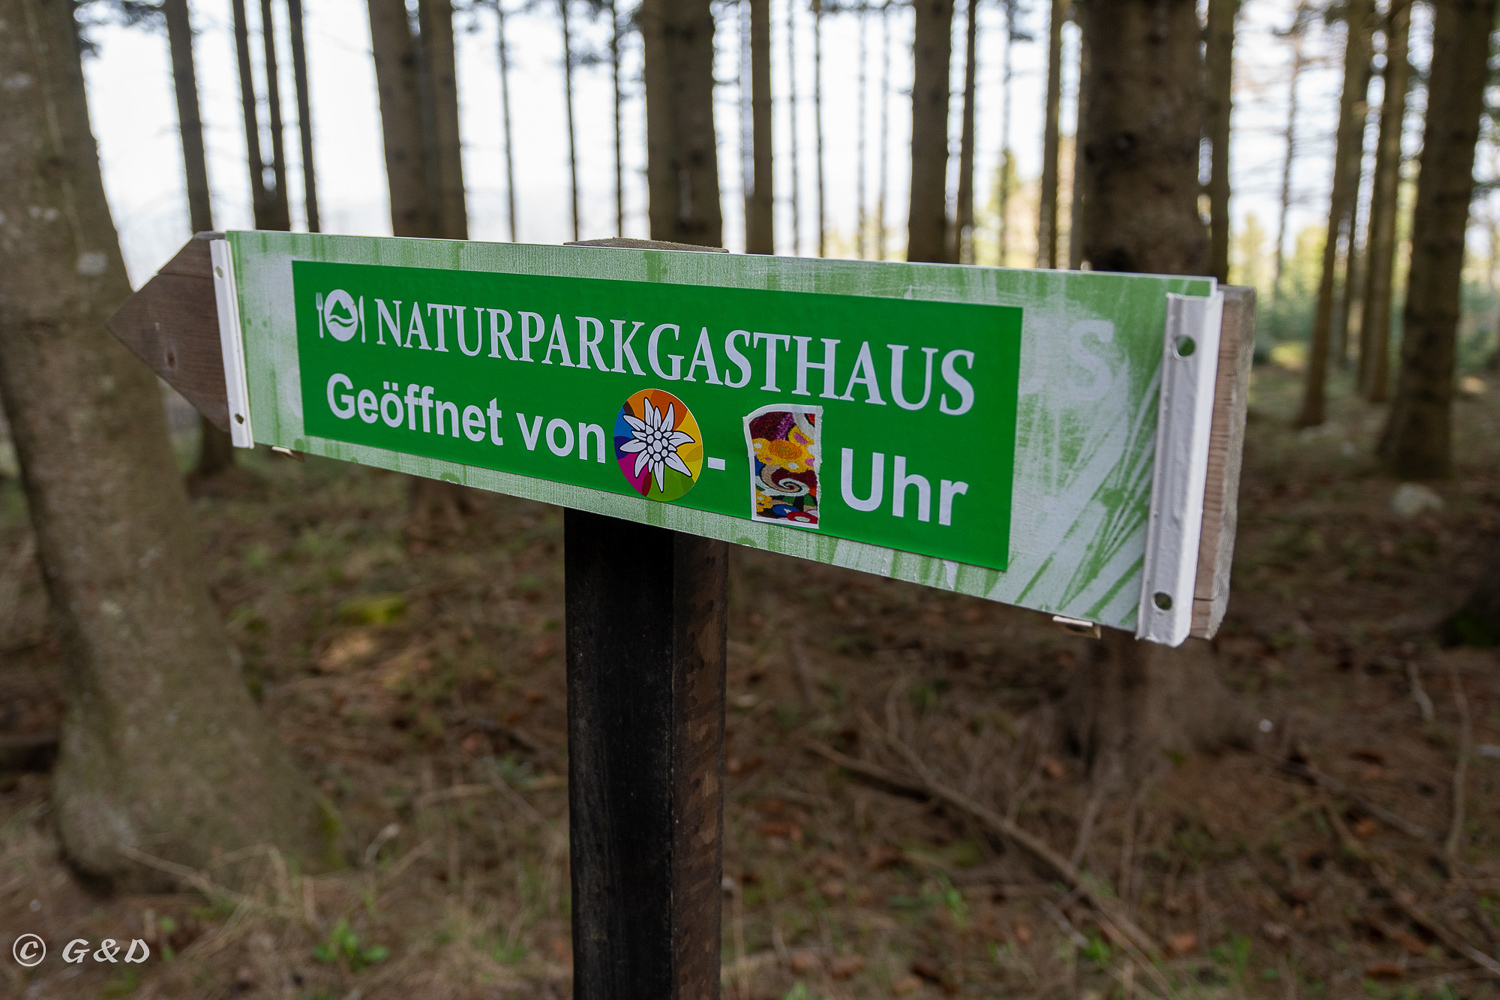 NATURPARKGASTHAUS
Geöffnet von - Uhr
© G&D